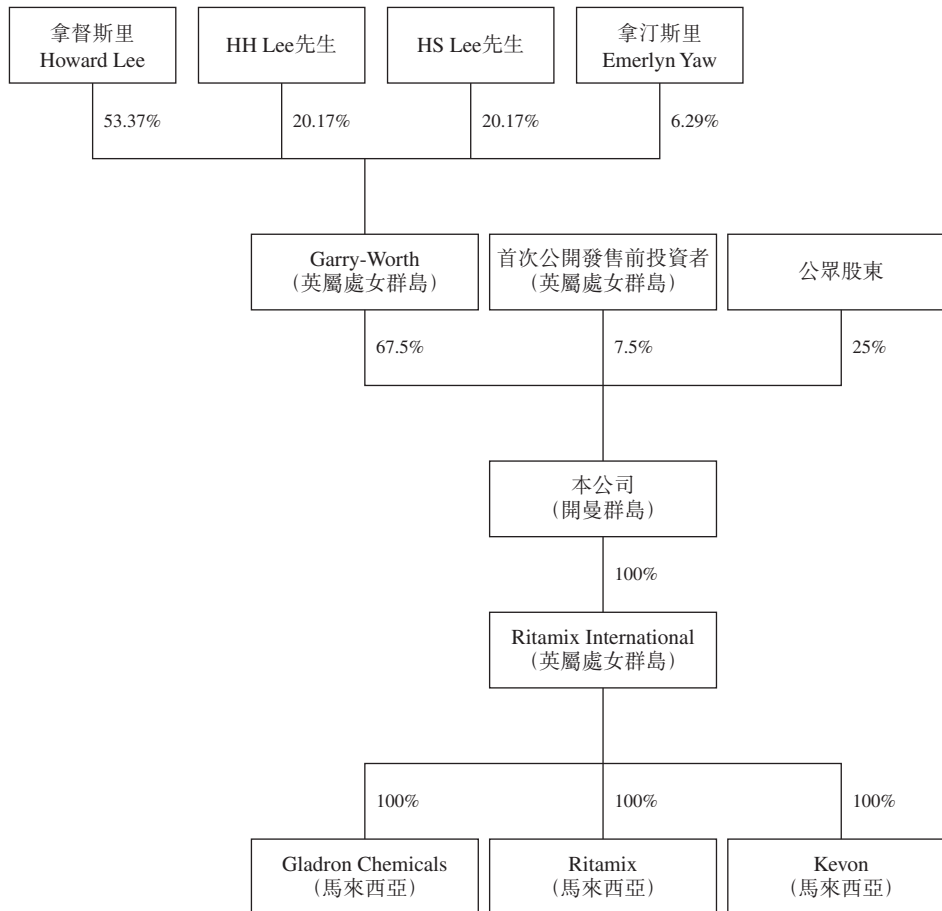 拿督斯里
Howard Lee
HH Lee先生
HS Lee先生
拿汀斯里
Emerlyn Yaw
53.37%
20.17%
20.17%
6.29%
Garry-Worth
（英屬處女群島）
首次公開發售前投資者
（英屬處女群島）
公眾股東
67.5%
7.5%
25%
本公司
（開曼群島）
100%
Ritamix International
（英屬處女群島）
100%
100%
100%
Gladron Chemicals
（馬來西亞）
Ritamix
（馬來西亞）
Kevon
（馬來西亞）